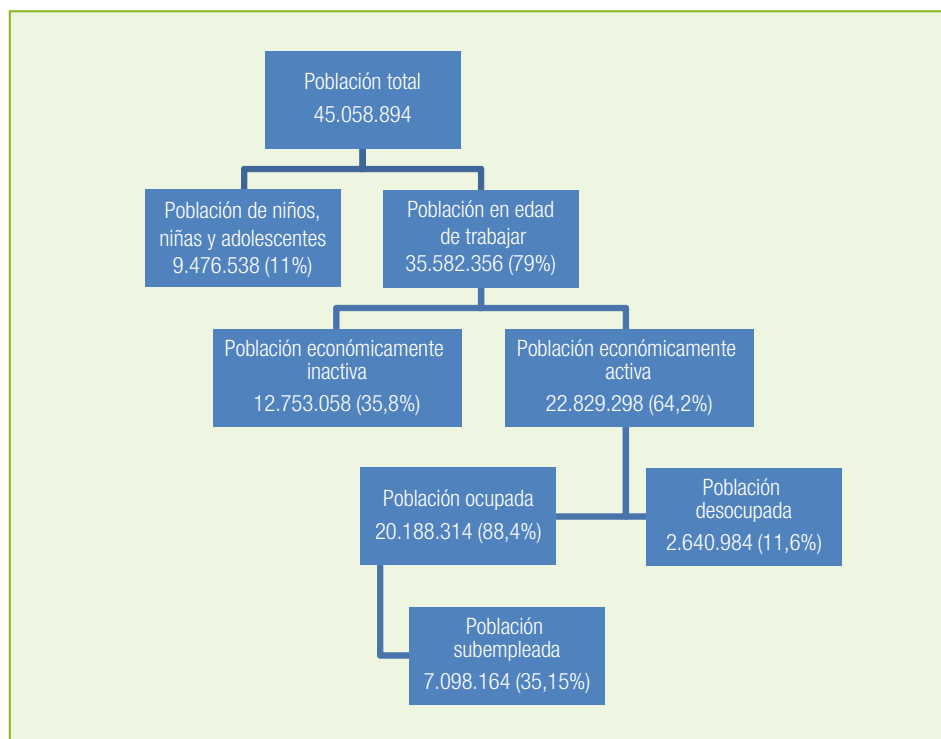 Población total
45.058.894
Población de niños,
niñas y adolescentes
9.476.538 (11%)
Población en edad
de trabajar
35.582.356 (79%)
Población económicamente
inactiva
12.753.058 (35,8%)
Población económicamente
activa
22.829.298 (64,2%)
Población ocupada
20.188.314 (88,4%)
Población
desocupada
2.640.984 (11,6%)
Población
subempleada
7.098.164 (35,15%)